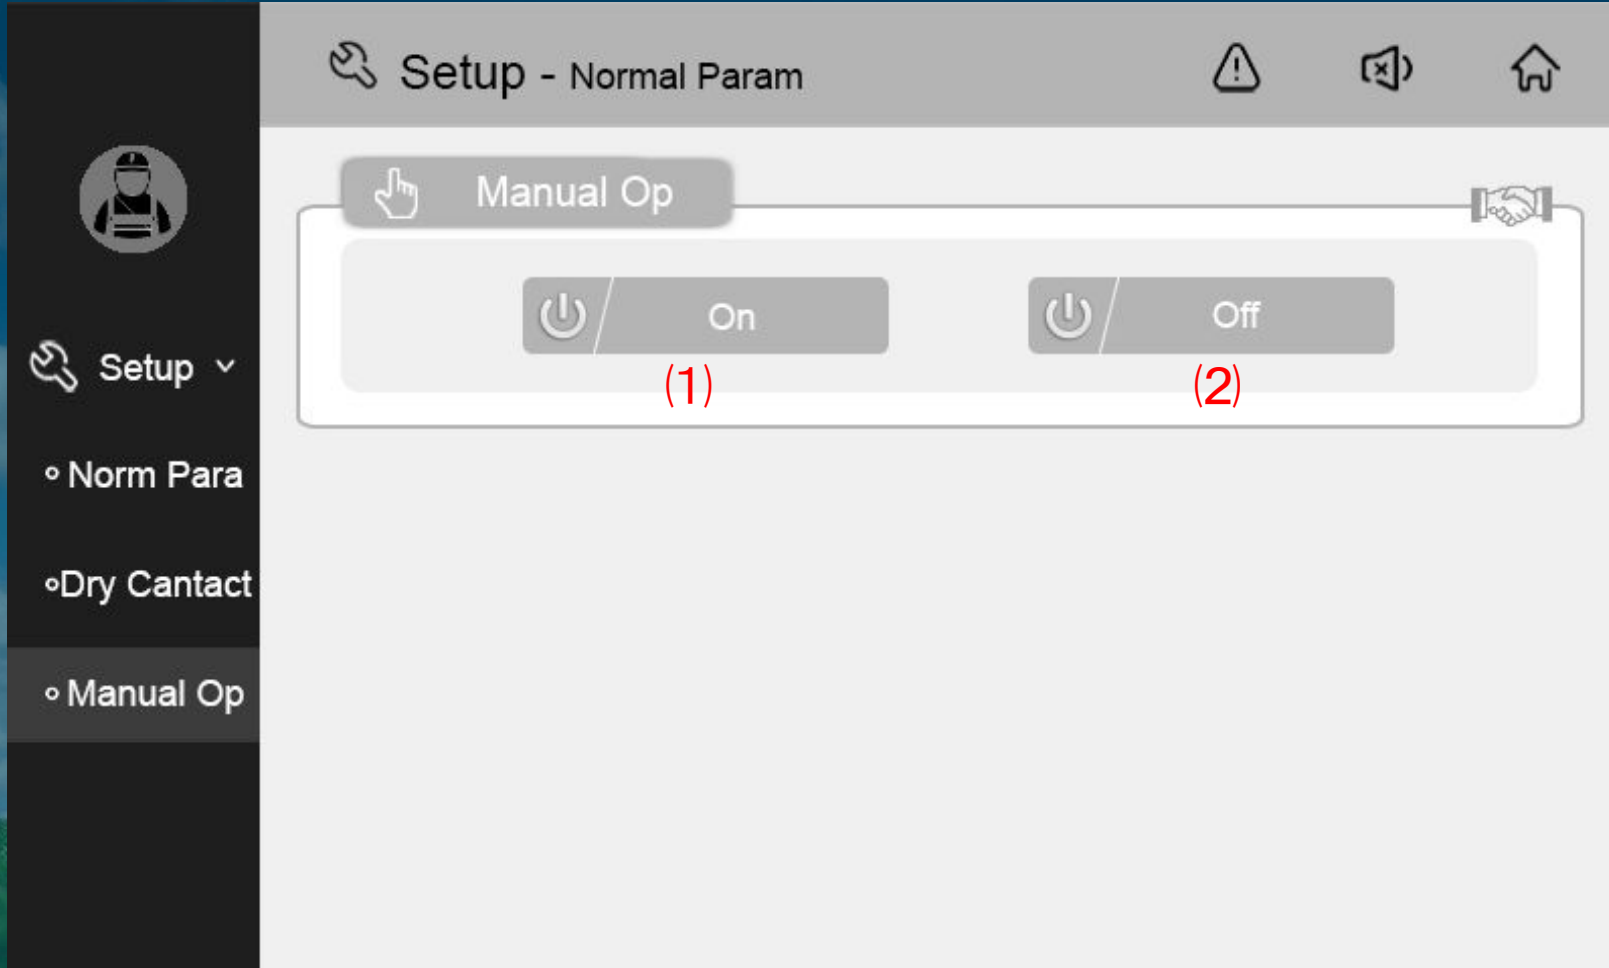 Setup - Normal Param
Manual Op
On
Off
(1)
(2)
Setup
Norm Para
Dry Cantact
Manual Op